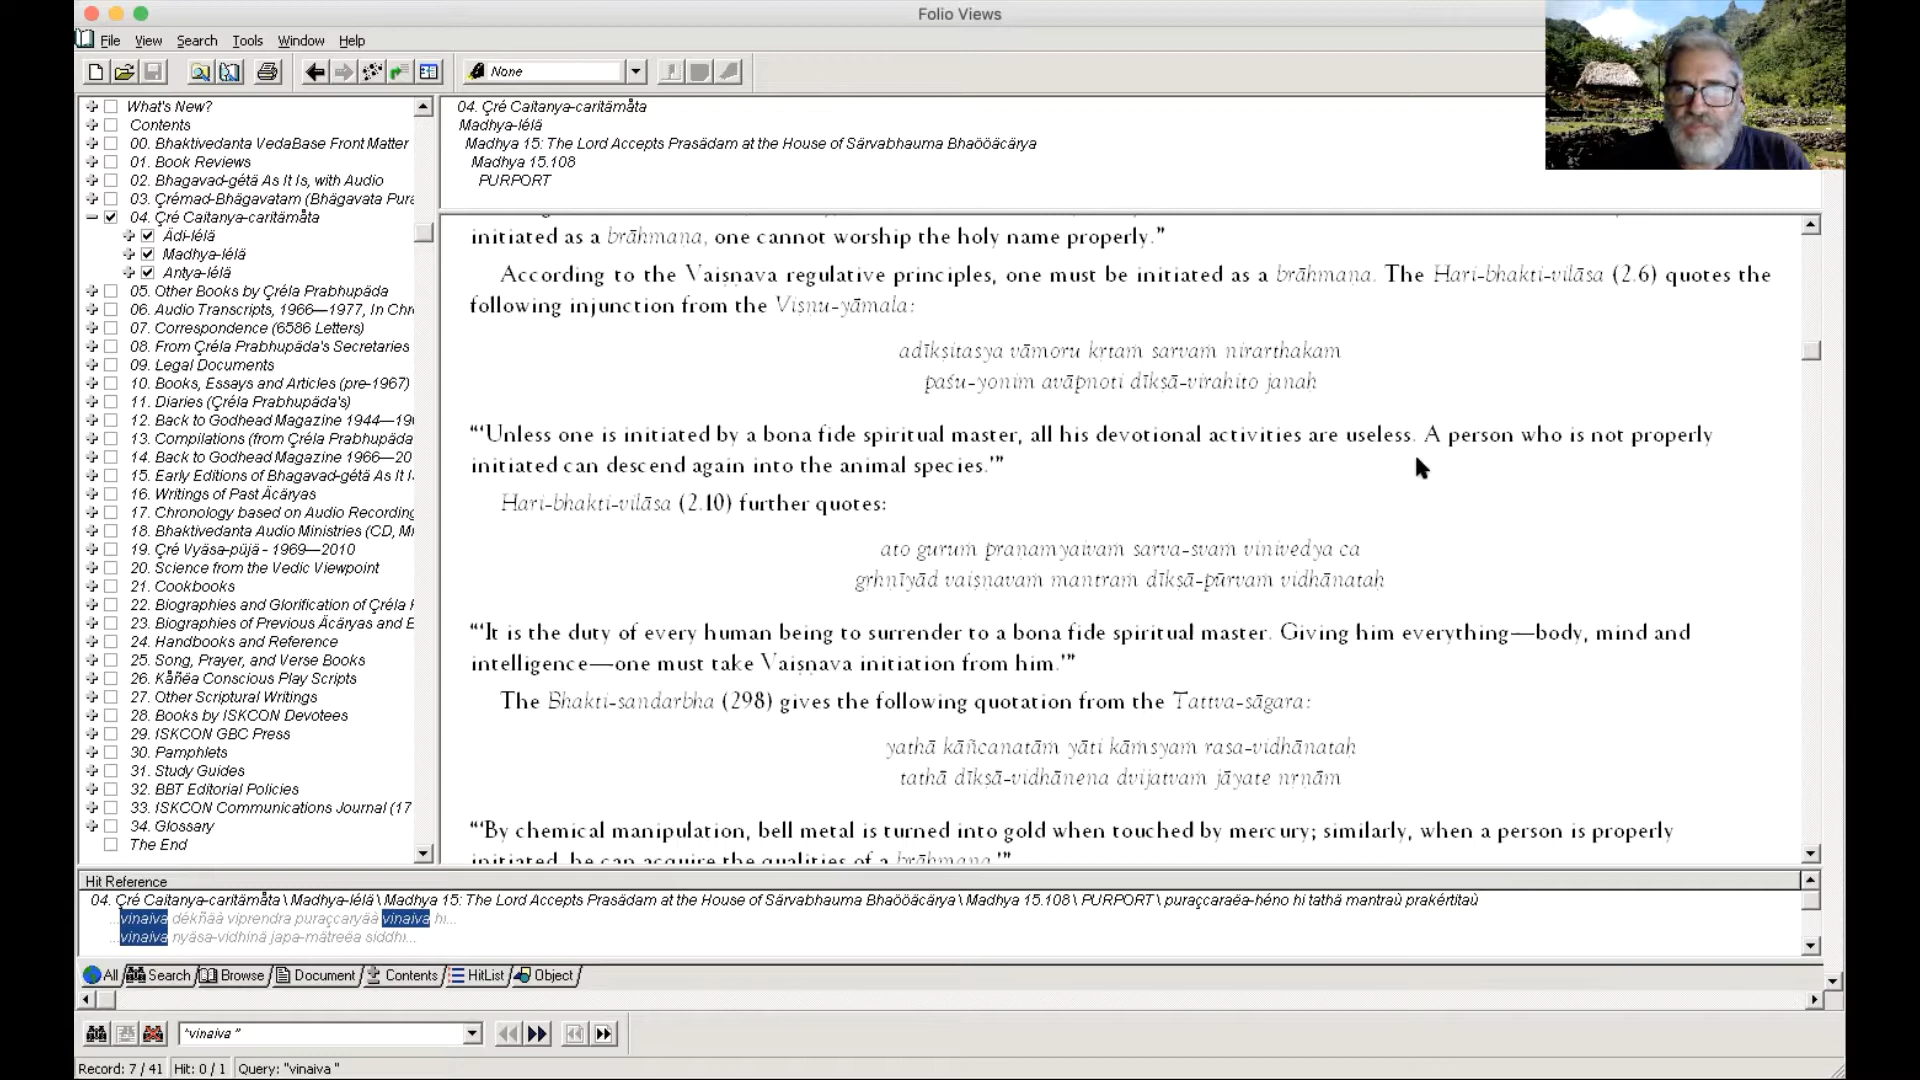 Folio Views
File View Search Tools Window Help
None
What's New?
Contents
00. Bhaktivedanta VedaBase Front Matter
01. Book Reviews
02. Bhagavad-gétä As It Is, with Audio
03. Çrémad-Bhägavatam (Bhägavata Pura
04. Çré Caitanya-caritämåta
Ädi-lélä
Madhya-lélä
Antya-lélä
05. Other Books by Çréla Prabhupäda
06. Audio Transcripts, 1966—1977, In Chr
07. Correspondence (6586 Letters)
08. From Çréla Prabhupäda's Secretaries
09. Legal Documents
10. Books, Essays and Articles (pre-1967)
11. Diaries (Çréla Prabhupäda's)
12. Back to Godhead Magazine 1944—19
13. Compilations (from Çréla Prabhupäda
14. Back to Godhead Magazine 1966—20
15. Early Editions of Bhagavad-gétä As It I
16. Writings of Past Äcäryas
17. Chronology based on Audio Recording
18. Bhaktivedanta Audio Ministries (CD, M
19. Çré Vyäsa-püjä - 1969—2010
20. Science from the Vedic Viewpoint
21. Cookbooks
22. Biographies and Glorification of Çréla
23. Biographies of Previous Äcäryas and E
24. Handbooks and Reference
25. Song, Prayer, and Verse Books
26. Kåñëa Conscious Play Scripts
27. Other Scriptural Writings
28. Books by ISKCON Devotees
29. ISKCON GBC Press
30. Pamphlets
31. Study Guides
32. BBT Editorial Policies
33. ISKCON Communications Journal (17
34. Glossary
The End
04. Çré Caitanya-caritämåta
Madhya-lélä
Madhya 15: The Lord Accepts Prasädam at the House of Särvabhauma Bhaööäcärya
Madhya 15.108
PURPORT
initiated as a brāhmaṇa, one cannot worship the holy name properly.”
According to the Vaiṣṇava regulative principles, one must be initiated as a brāhmaṇa. The Hari-bhakti-vilāsa (2.6) quotes the
following injunction from the Viṣṇu-yāmala:
adīkṣitasya vāmoru kṛtaṁ sarvaṁ nirarthakam
paśu-yonim avāpnoti dīkṣā-virahito janaḥ
“‘Unless one is initiated by a bona fide spiritual master, all his devotional activities are useless. A person who is not properly
initiated can descend again into the animal species.’”
Hari-bhakti-vilāsa (2.10) further quotes:
ato guruṁ praṇamyaivaṁ sarva-svaṁ vinivedya ca
gṛhṇīyād vaiṣṇavaṁ mantraṁ dīkṣā-pūrvaṁ vidhānataḥ
“‘It is the duty of every human being to surrender to a bona fide spiritual master. Giving him everything—body, mind and
intelligence—one must take Vaiṣṇava initiation from him.’”
The Bhakti-sandarbha (298) gives the following quotation from the Tattva-sāgara:
yathā kāñcanatāṁ yāti kāṁsyaṁ rasa-vidhānataḥ
tathā dīkṣā-vidhānena dvijatvaṁ jāyate nṛṇām
“‘By chemical manipulation, bell metal is turned into gold when touched by mercury; similarly, when a person is properly
initiated, he can acquire the qualities of a brāhmaṇa.’”
Hit Reference
04. Çré Caitanya-caritämåta \ Madhya-lélä \ Madhya 15: The Lord Accepts Prasädam at the House of Särvabhauma Bhaööäcärya \ Madhya 15.108 \ PURPORT \ puraçcaraëa-héno hi tathä mantraù prakértitaù
...vinaiva dékñäà viprendra puraçcaryäà vinaiva hi...
...vinaiva nyäsa-vidhinä japa-mätreëa siddhi...
All Search Browse Document Contents HitList Object
"vinaiva "
Record: 7 / 41 Hit: 0 / 1 Query: "vinaiva "